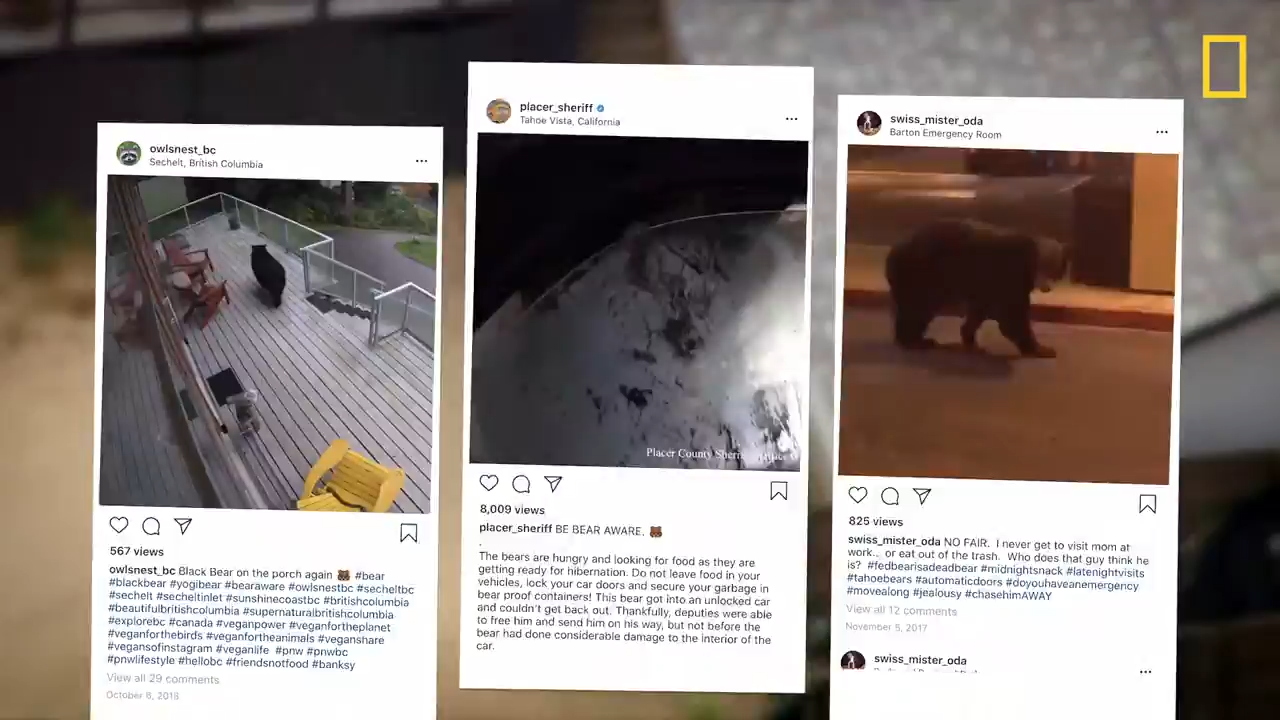 owlsnest_bc
Sechelt, British Columbia
567 views
owlsnest_bc Black Bear on the porch again 🐻 #bear
#blackbear #yogibear #bearaware #owlsnestbc #secheltbc
#sechelt #secheltinlet #sunshinecoastbc #britishcolumbia
#beautifulbritishcolumbia #supernaturalbritishcolumbia
#explorebc #canada #veganpower #veganfortheplanet
#veganforthebirds #veganfortheanimals #veganshare
#vegansofinstagram #veganlife #pnw #pnwbc
#pnwlifestyle #hellobc #friendsnotfood #banksy
View all 29 comments
October 6, 2018
placer_sheriff
Tahoe Vista, California
Placer County Sheriff's Office
8,009 views
placer_sheriff BE BEAR AWARE. 🐻
.
The bears are hungry and looking for food as they are
getting ready for hibernation. Do not leave food in your
vehicles, lock your car doors and secure your garbage in
bear proof containers! This bear got into an unlocked car
and couldn't get back out. Thankfully, deputies were able
to free him and send him on his way, but not before the
bear had done considerable damage to the interior of the
car.
swiss_mister_oda
Barton Emergency Room
825 views
swiss_mister_oda NO FAIR. I never get to visit mom at
work... or eat out of the trash. Who does that guy think he
is? #fedbearisadeadbear #midnightsnack #latenightvisits
#tahoebears #automaticdoors #doyouhaveanemergency
#movealong #jealousy #chasehimAWAY
View all 12 comments
November 5, 2017
swiss_mister_oda